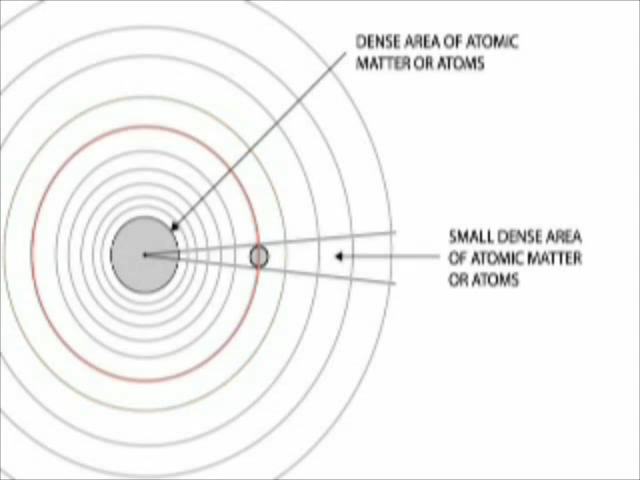 DENSE AREA OF ATOMIC
MATTER OR ATOMS
SMALL DENSE AREA
OF ATOMIC MATTER
OR ATOMS